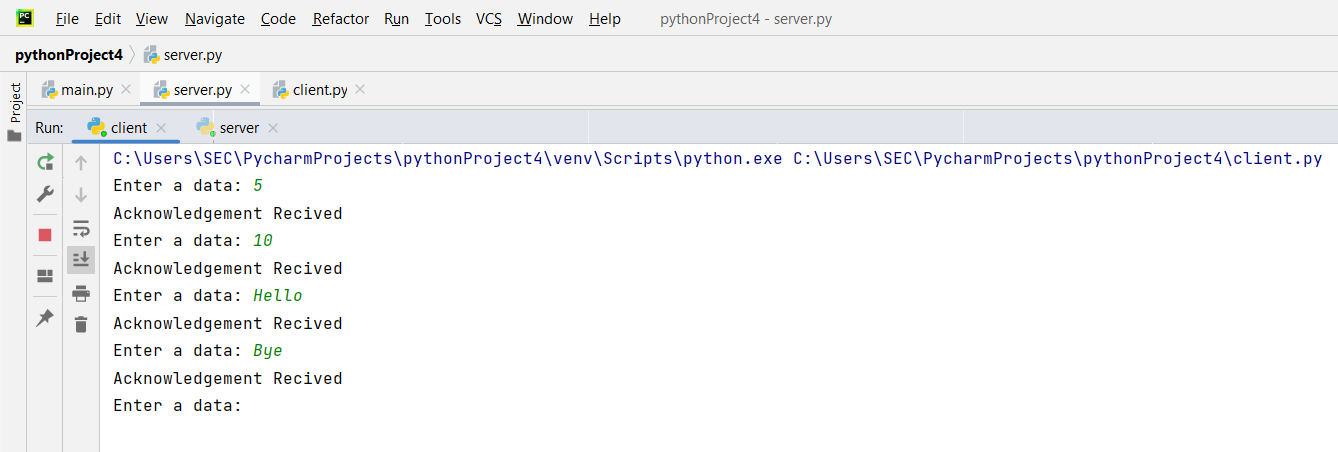 PC File Edit View Navigate Code Refactor Run Tools VCS Window Help pythonProject4 - server.py
pythonProject4 server.py
Project
main.py server.py client.py
Run: client server
C:\Users\SEC\PycharmProjects\pythonProject4\venv\Scripts\python.exe C:\Users\SEC\PycharmProjects\pythonProject4\client.py
Enter a data: 5
Acknowledgement Recived
Enter a data: 10
Acknowledgement Recived
Enter a data: Hello
Acknowledgement Recived
Enter a data: Bye
Acknowledgement Recived
Enter a data: